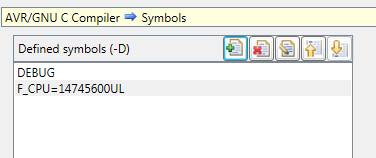 AVR/GNU C Compiler ➡ Symbols
Defined symbols (-D)
DEBUG
F_CPU=14745600UL